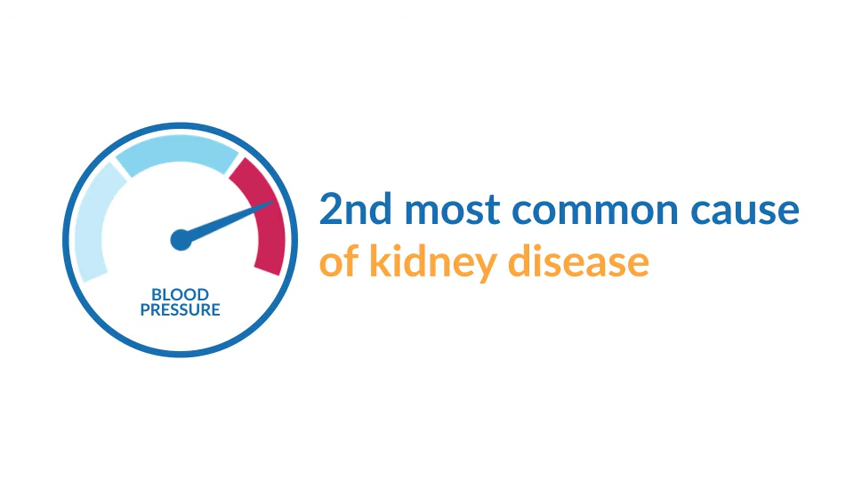 BLOOD
PRESSURE
2nd most common cause
of kidney disease